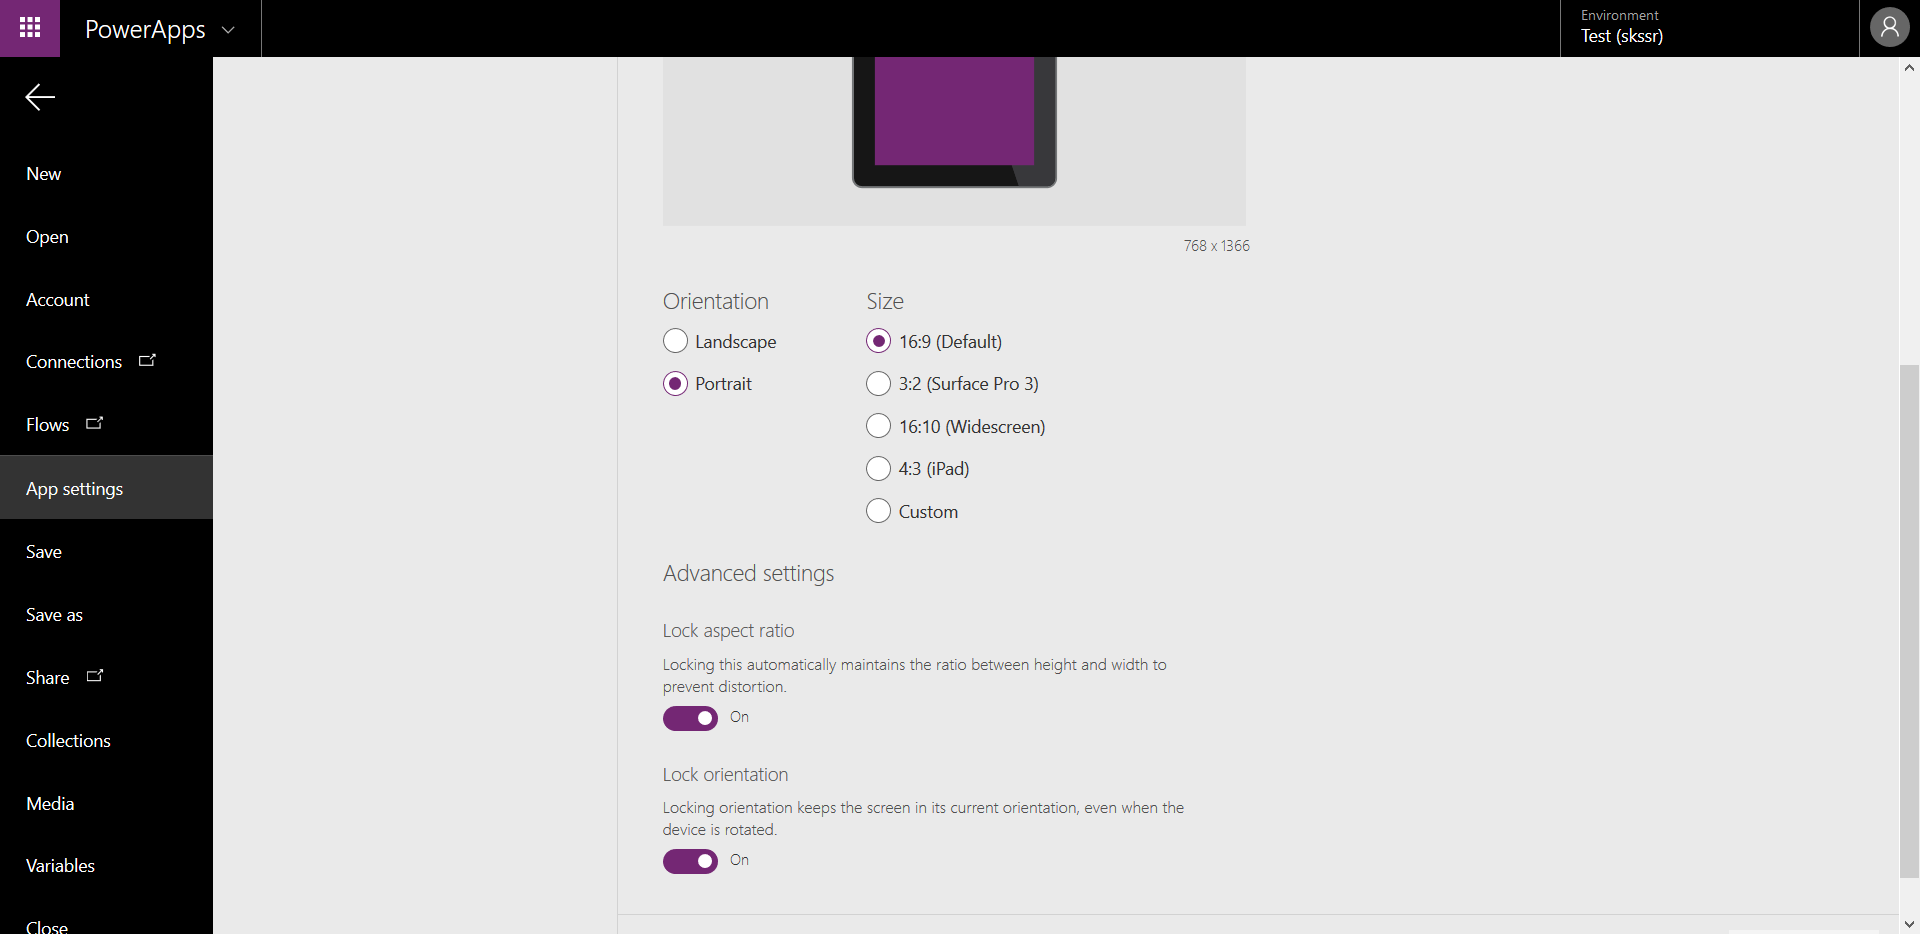 PowerApps
Environment
Test (skssr)
New
Open
Account
Connections
Flows
App settings
Save
Save as
Share
Collections
Media
Variables
Close
768 x 1366
Orientation
Landscape
Portrait
Size
16:9 (Default)
3:2 (Surface Pro 3)
16:10 (Widescreen)
4:3 (iPad)
Custom
Advanced settings
Lock aspect ratio
Locking this automatically maintains the ratio between height and width to
prevent distortion.
On
Lock orientation
Locking orientation keeps the screen in its current orientation, even when the
device is rotated.
On